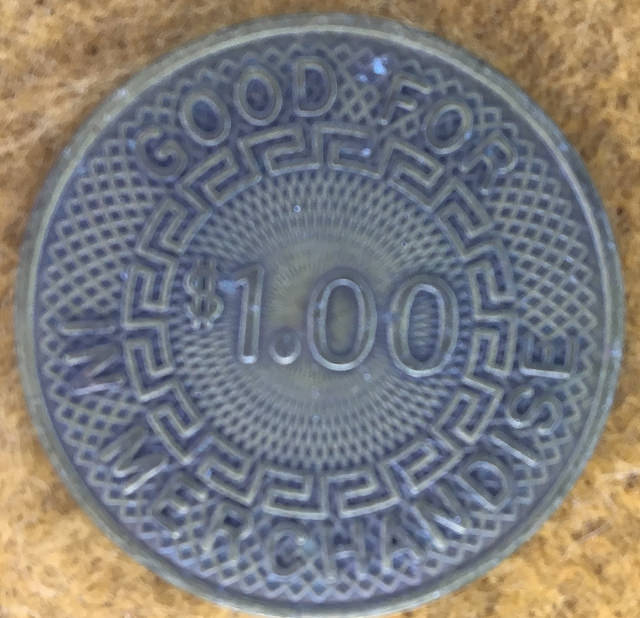 GOOD FOR
$1.00
IN MERCHANDISE